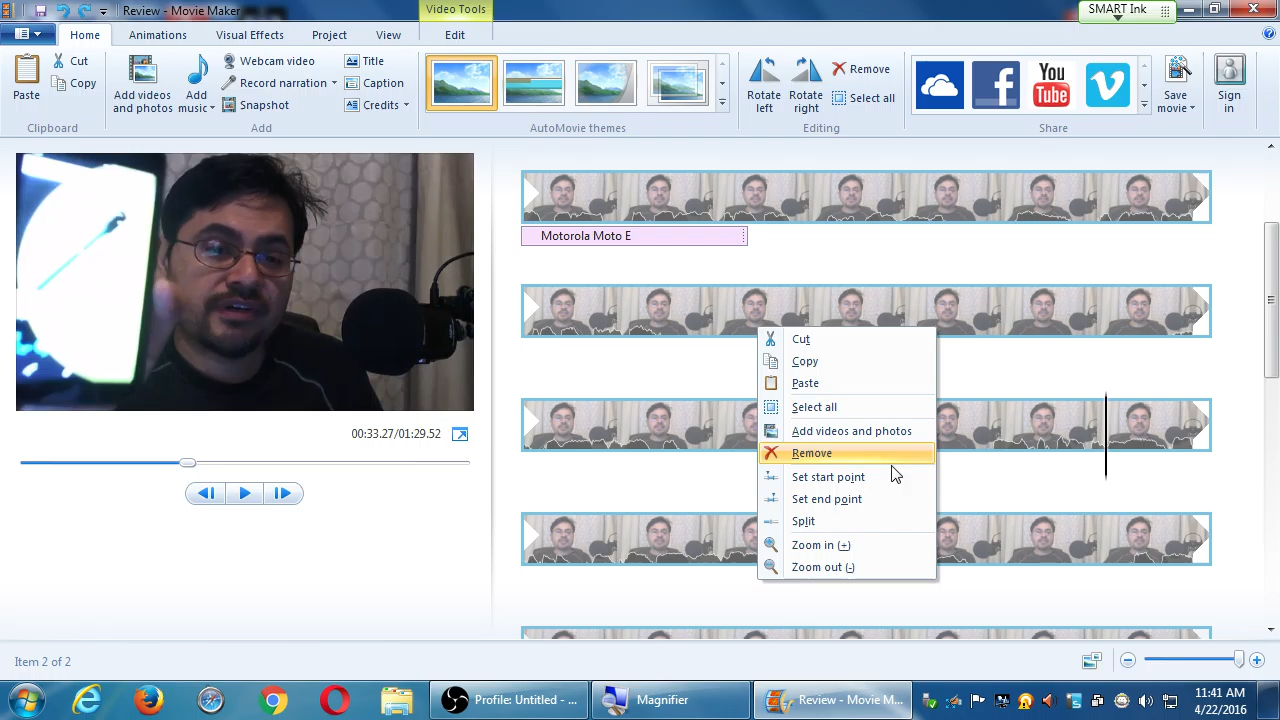 Review - Movie Maker
Video Tools
SMART Ink
Home
Animations
Visual Effects
Project
View
Edit
Paste
Cut
Copy
Clipboard
Add videos
and photos
Add
music
Webcam video
Record narration
Snapshot
Title
Caption
Credits
Add
AutoMovie themes
Rotate
left
Rotate
right
Remove
Select all
Editing
You
Tube
Share
Save
movie
Sign
in
Motorola Moto E
00:33.27/01:29.52
Cut
Copy
Paste
Select all
Add videos and photos
Remove
Set start point
Set end point
Split
Zoom in (+)
Zoom out (-)
Item 2 of 2
Profile: Untitled - ...
Magnifier
Review - Movie M...
11:41 AM
4/22/2016